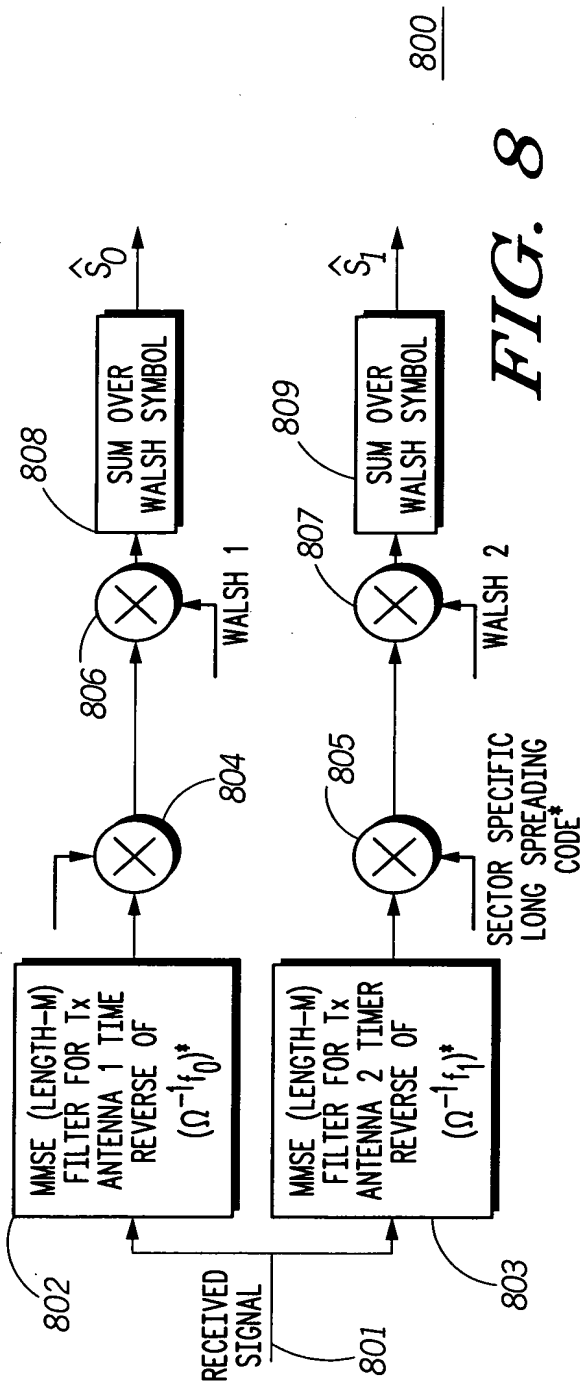 802
MMSE (LENGTH-M)
FILTER FOR Tx
ANTENNA 1 TIME
REVERSE OF
(Ω⁻¹f₀)*
804
806
WALSH 1
808
SUM OVER
WALSH SYMBOL
Ŝ₀
RECEIVED
SIGNAL
801
803
MMSE (LENGTH-M)
FILTER FOR Tx
ANTENNA 2 TIMER
REVERSE OF
(Ω⁻¹f₁)*
805
SECTOR SPECIFIC
LONG SPREADING
CODE*
807
WALSH 2
809
SUM OVER
WALSH SYMBOL
Ŝ₁
800
FIG. 8